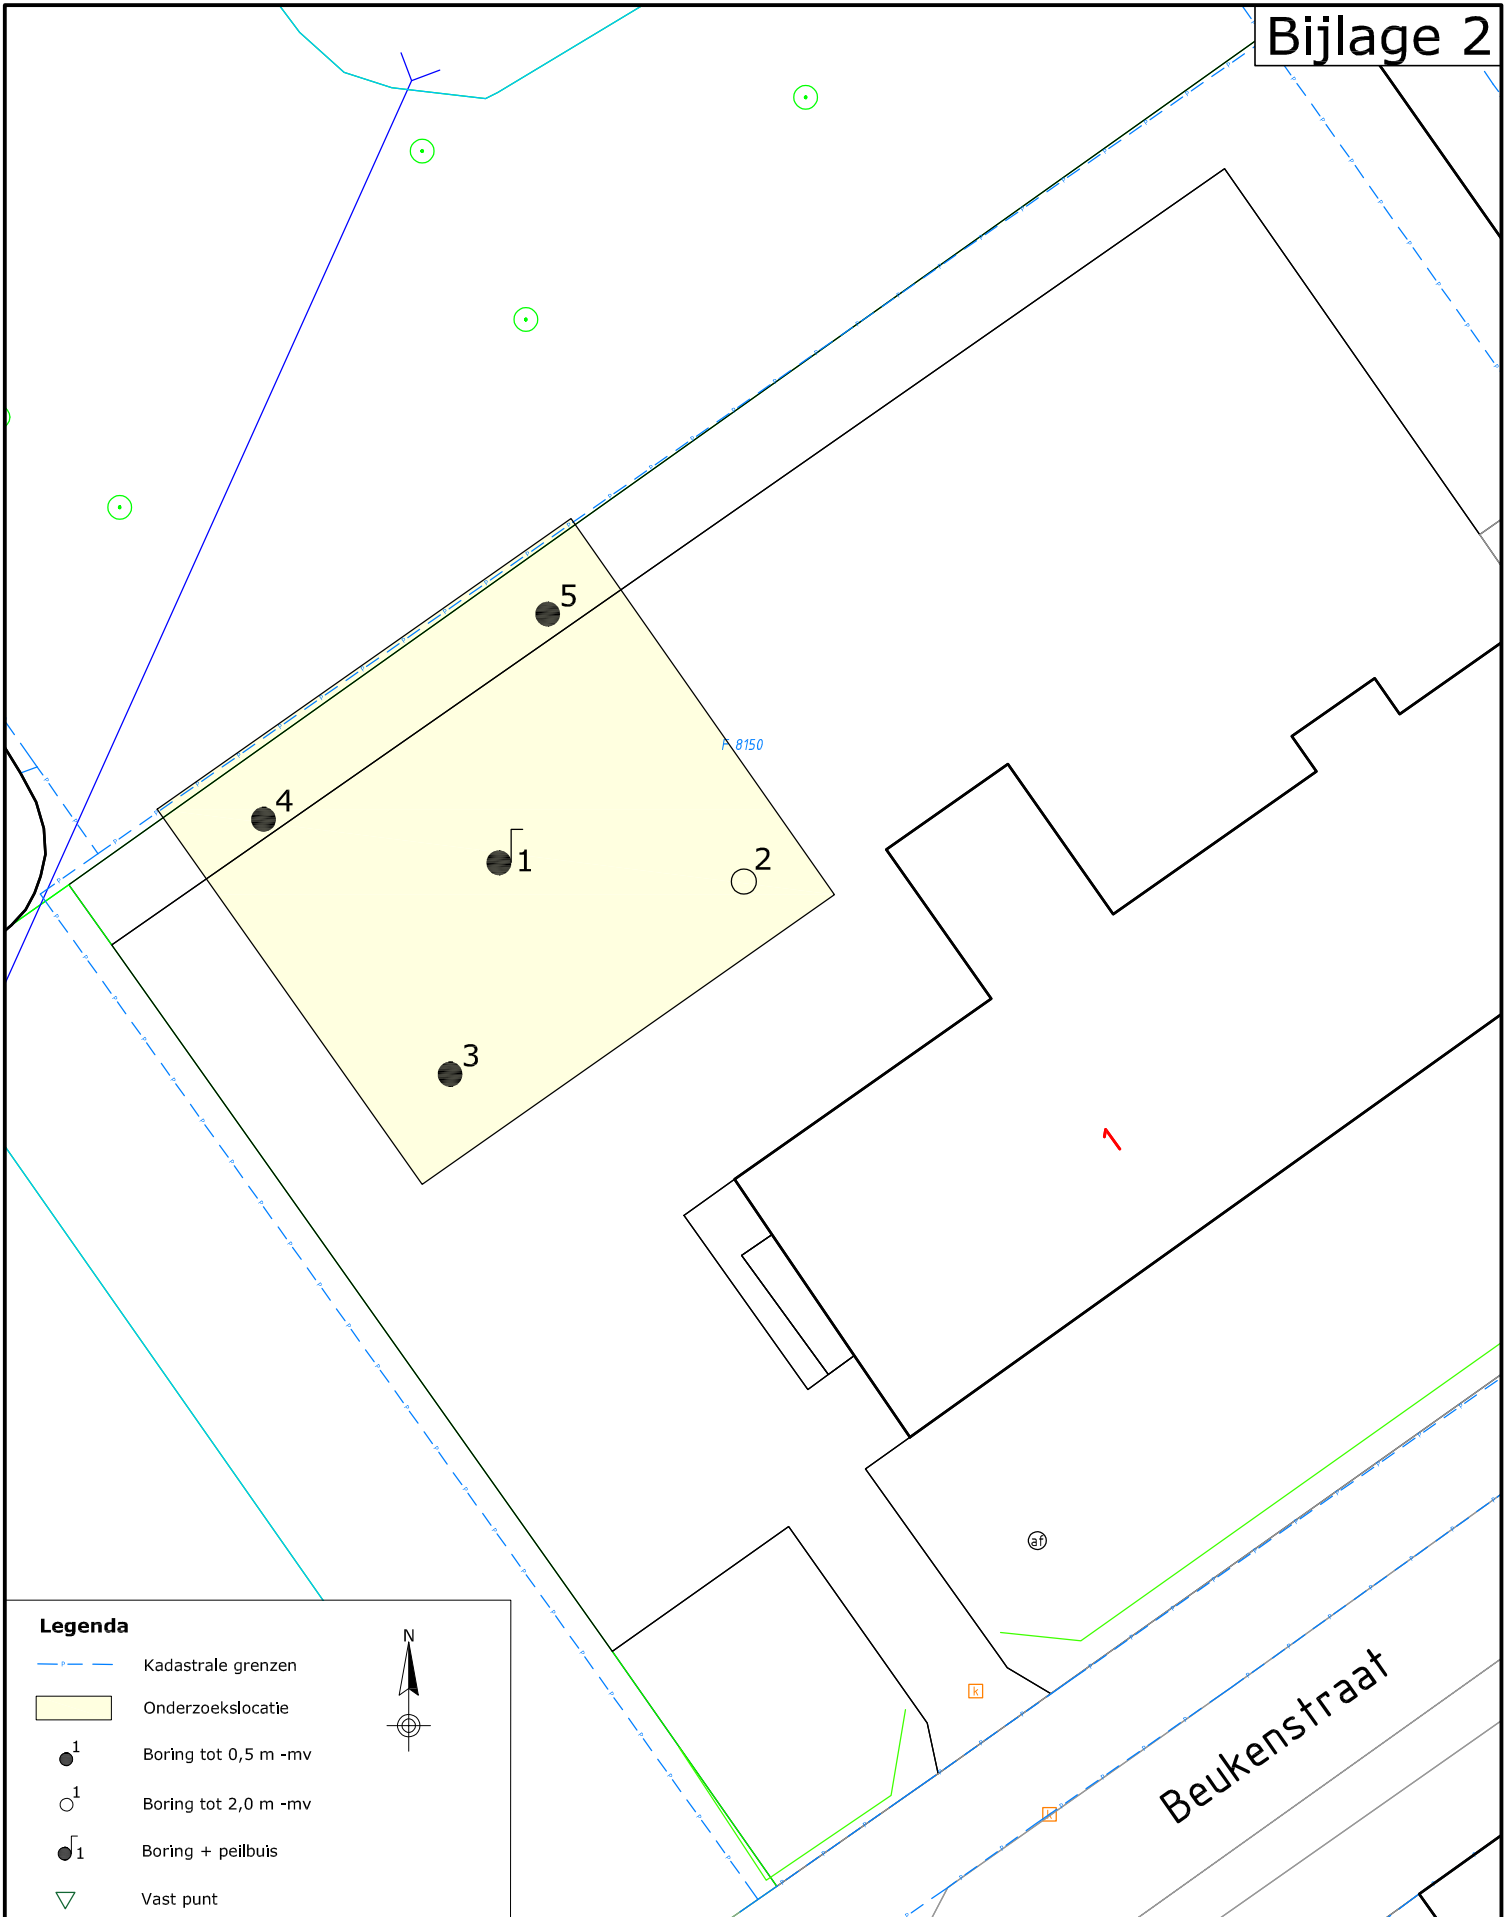 Bijlage 2
5
F 8150
4
1
2
3
1
af
k
Beukenstraat
k
Legenda
N
P Kadastrale grenzen
Onderzoekslocatie
1 Boring tot 0,5 m -mv
1 Boring tot 2,0 m -mv
1 Boring + peilbuis
Vast punt